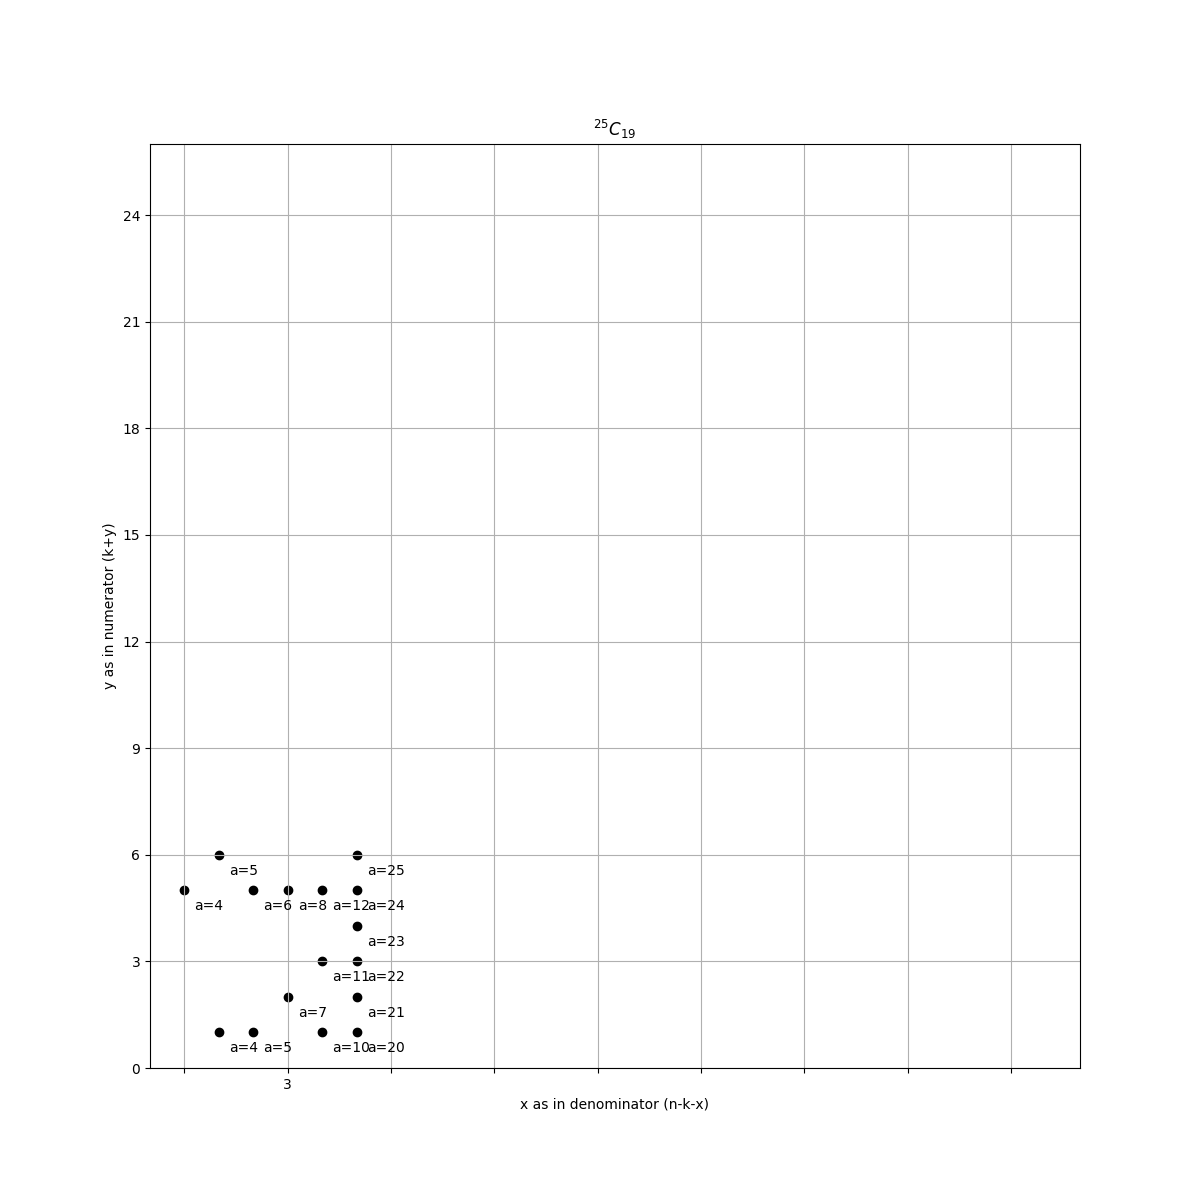 ²⁵C₁₉
24
21
18
15
12
9
6
3
0
y as in numerator (k+y)
a=5
a=25
a=4
a=6
a=8
a=12
a=24
a=23
a=11
a=22
a=7
a=21
a=4
a=5
a=10
a=20
3
x as in denominator (n-k-x)